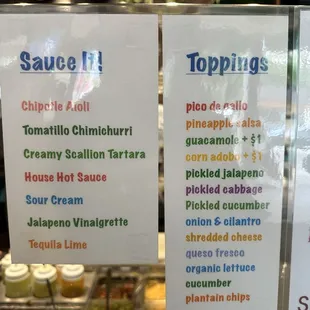 Sauce It!
Chipotle Aioli
Tomatillo Chimichurri
Creamy Scallion Tartara
House Hot Sauce
Sour Cream
Jalapeno Vinaigrette
Tequila Lime
Toppings
pico de gallo
pineapple salsa
guacamole + $1
corn adobo + $1
pickled jalapeno
pickled cabbage
Pickled cucumber
onion & cilantro
shredded cheese
queso fresco
organic lettuce
cucumber
plantain chips